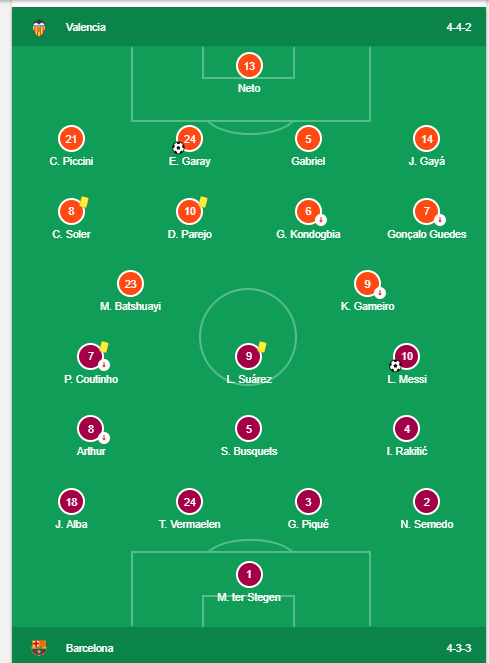 Valencia 4-4-2
13
Neto
21 24 5 14
C. Piccini E. Garay Gabriel J. Gayá
8 10 6 7
C. Soler D. Parejo G. Kondogbia Gonçalo Guedes
23 9
M. Batshuayi K. Gameiro
7 9 10
P. Coutinho L. Suárez L. Messi
8 5 4
Arthur S. Busquets I. Rakitić
18 24 3 2
J. Alba T. Vermaelen G. Piqué N. Semedo
1
M. ter Stegen
Barcelona 4-3-3